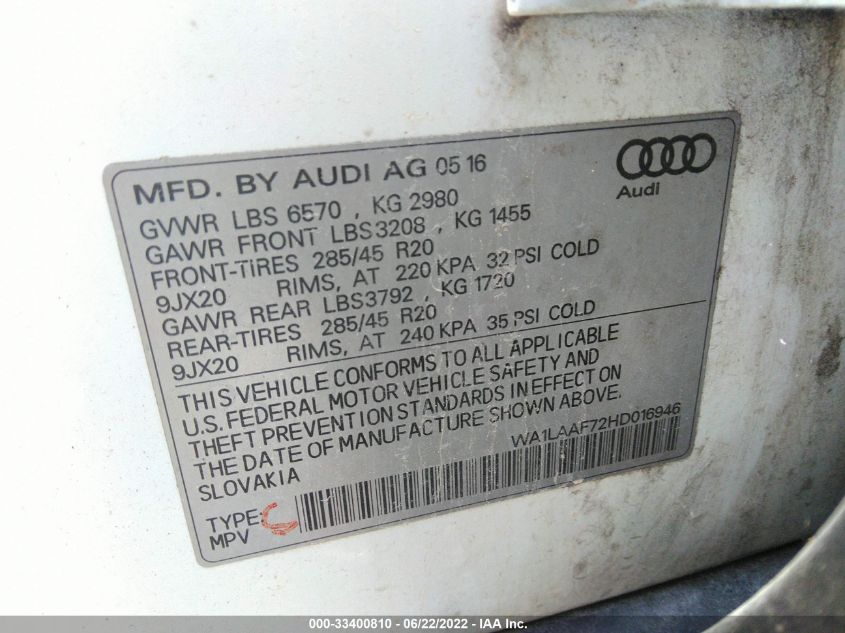 MFD. BY AUDI AG 05 16
Audi
GVWR LBS 6570 , KG 2980
GAWR FRONT LBS3208 , KG 1455
FRONT-TIRES 285/45 R20
9JX20 RIMS, AT 220 KPA 32 PSI COLD
GAWR REAR LBS3792 , KG 1720
REAR-TIRES 285/45 R20
9JX20 RIMS, AT 240 KPA 35 PSI COLD
THIS VEHICLE CONFORMS TO ALL APPLICABLE
U.S. FEDERAL MOTOR VEHICLE SAFETY AND
THEFT PREVENTION STANDARDS IN EFFECT ON
THE DATE OF MANUFACTURE SHOWN ABOVE.
SLOVAKIA
WA1LAAF72HD016946
TYPE:
MPV
000-33400810 - 06/22/2022 - IAA Inc.